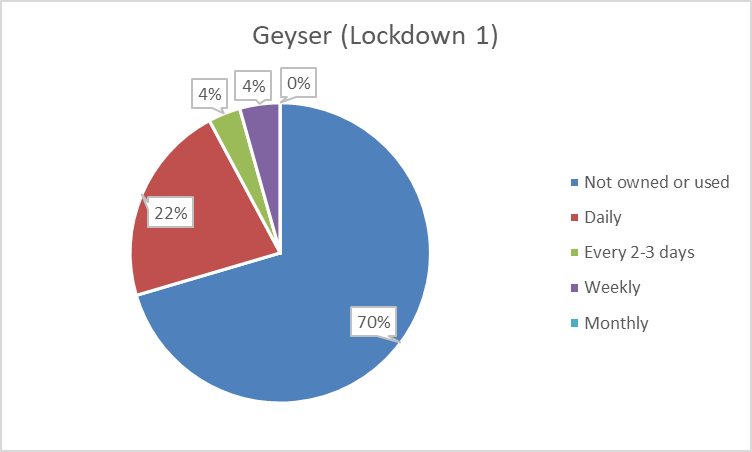 Geyser (Lockdown 1)
0%
4%
4%
22%
70%
Not owned or used
Daily
Every 2-3 days
Weekly
Monthly